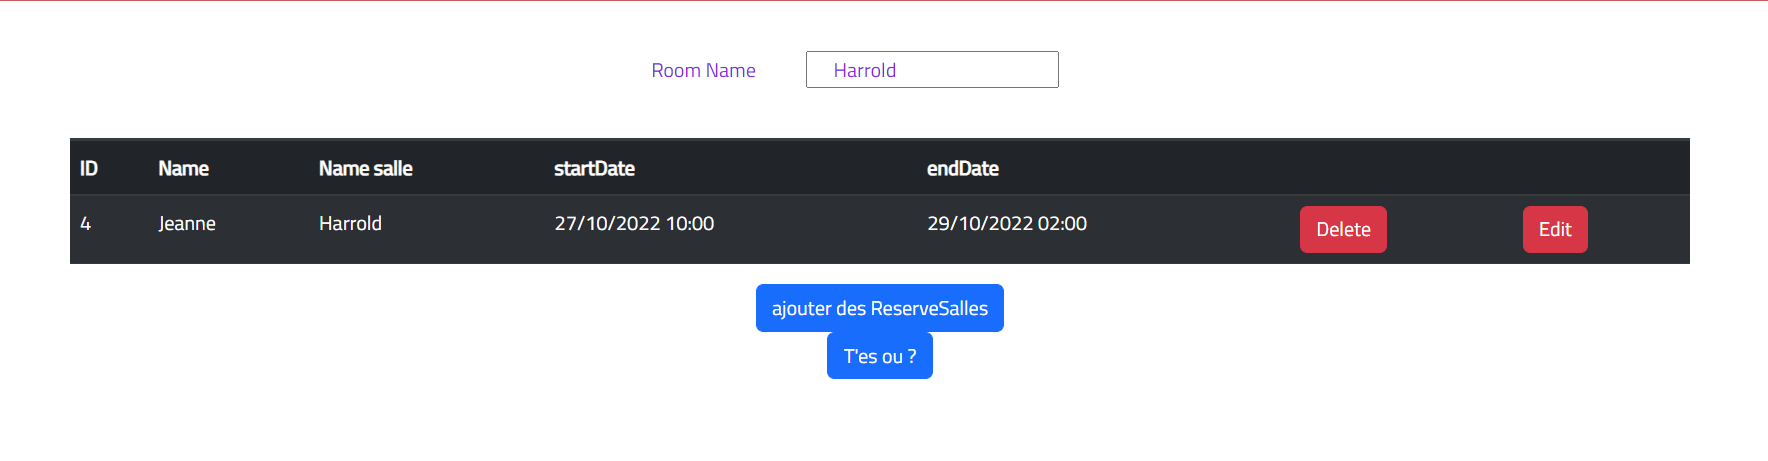 Room Name Harrold
ID Name Name salle startDate endDate
4 Jeanne Harrold 27/10/2022 10:00 29/10/2022 02:00 Delete Edit
ajouter des ReserveSalles
T'es ou ?